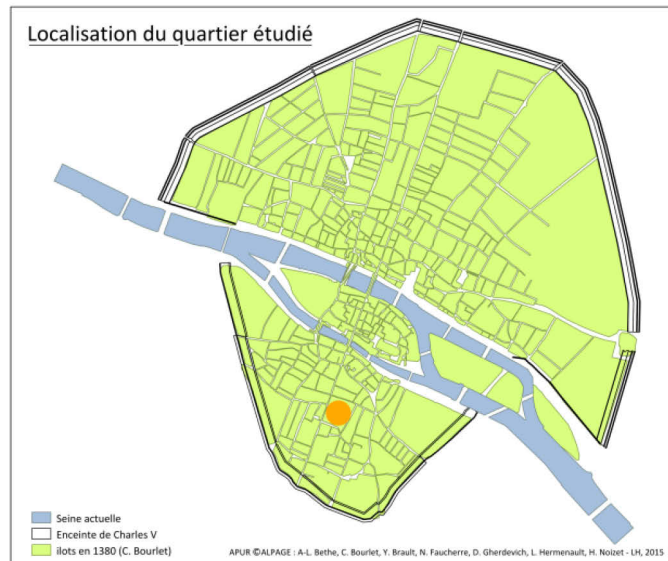 Localisation du quartier étudié
Seine actuelle
Enceinte de Charles V
ilots en 1380 (C. Bourlet)
APUR ©ALPAGE : A-L. Bethe, C. Bourlet, Y. Brault, N. Faucherre, D. Gherdevich, L. Hermenault, H. Noizet - LH, 2015